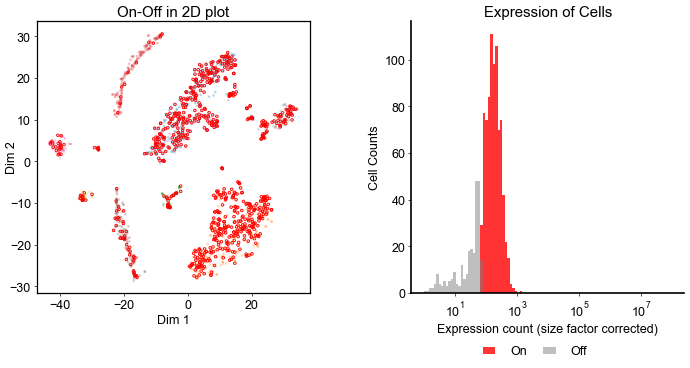 On-Off in 2D plot
30
20
10
0
−10
−20
−30
Dim 2
−40
−20
0
20
Dim 1
Expression of Cells
100
80
60
40
20
0
Cell Counts
10^1
10^3
10^5
10^7
Expression count (size factor corrected)
On
Off